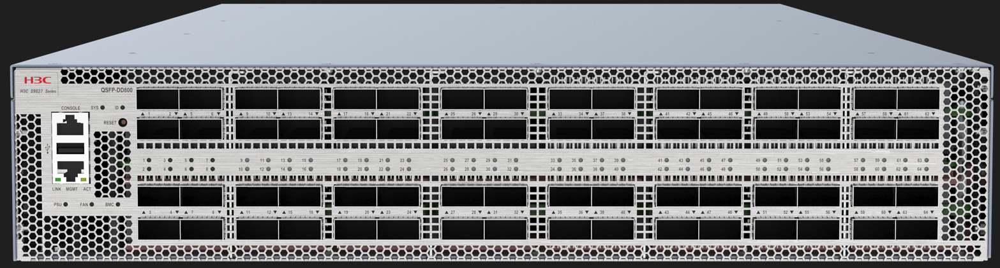 H3C
H3C S9827 Series
QSFP-DD800
CONSOLE SYS ID
RESET
▲ 1 2 ▼ ▲ 5 6 ▼ ▲ 9 10 ▼ ▲ 13 14 ▼ ▲ 17 18 ▼ ▲ 21 22 ▼ ▲ 25 26 ▼ ▲ 29 30 ▼ ▲ 33 34 ▼ ▲ 37 38 ▼ ▲ 41 42 ▼ ▲ 45 46 ▼ ▲ 49 50 ▼ ▲ 53 54 ▼ ▲ 57 58 ▼ ▲ 61 62 ▼
1 3 5 7 9 11 13 15 17 19 21 23 25 27 29 31 33 35 37 39 41 43 45 47 49 51 53 55 57 59 61 63
2 4 6 8 10 12 14 16 18 20 22 24 26 28 30 32 34 36 38 40 42 44 46 48 50 52 54 56 58 60 62 64
LINK MGMT ACT
PSU FAN BMC
▲ 3 4 ▼ ▲ 7 8 ▼ ▲ 11 12 ▼ ▲ 15 16 ▼ ▲ 19 20 ▼ ▲ 23 24 ▼ ▲ 27 28 ▼ ▲ 31 32 ▼ ▲ 35 36 ▼ ▲ 39 40 ▼ ▲ 43 44 ▼ ▲ 47 48 ▼ ▲ 51 52 ▼ ▲ 55 56 ▼ ▲ 59 60 ▼ ▲ 63 64 ▼